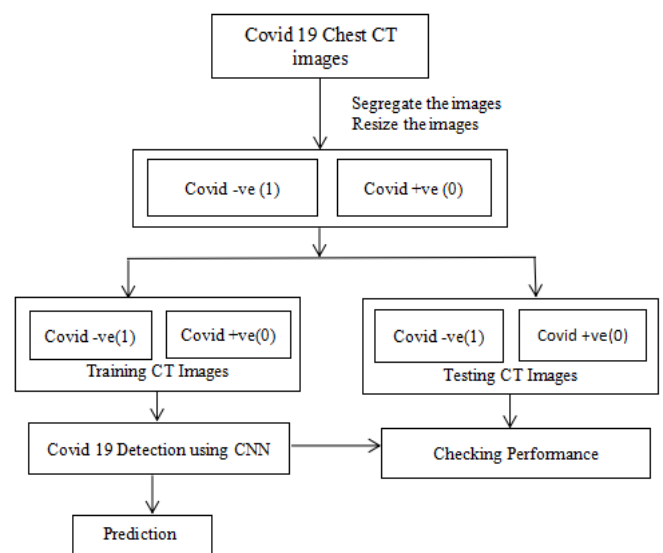 Covid 19 Chest CT
images
Segregate the images
Resize the images
Covid -ve (1)
Covid +ve (0)
Covid -ve(1)
Covid +ve(0)
Training CT Images
Covid -ve(1)
Covid +ve(0)
Testing CT Images
Covid 19 Detection using CNN
Checking Performance
Prediction